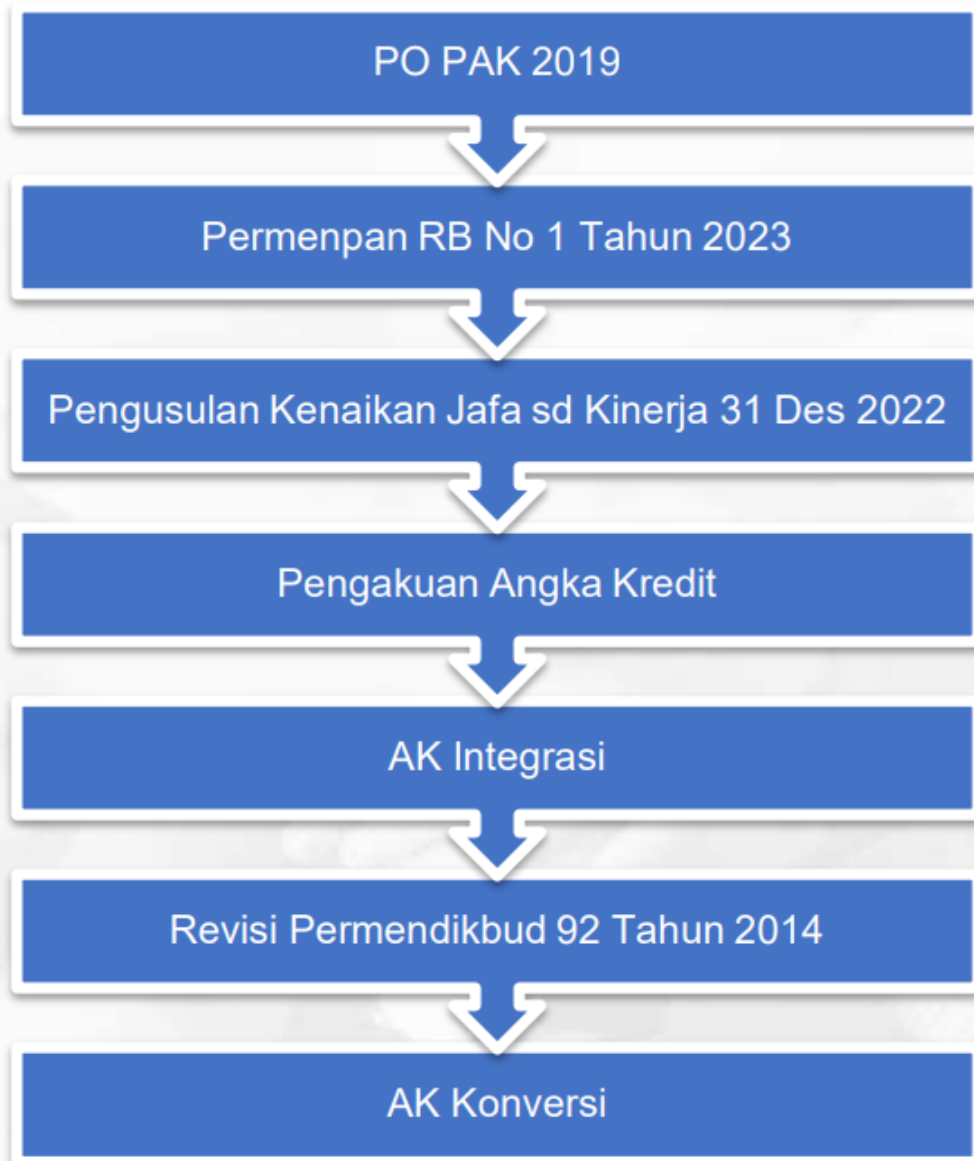 PO PAK 2019
Permenpan RB No 1 Tahun 2023
Pengusulan Kenaikan Jafa sd Kinerja 31 Des 2022
Pengakuan Angka Kredit
AK Integrasi
Revisi Permendikbud 92 Tahun 2014
AK Konversi